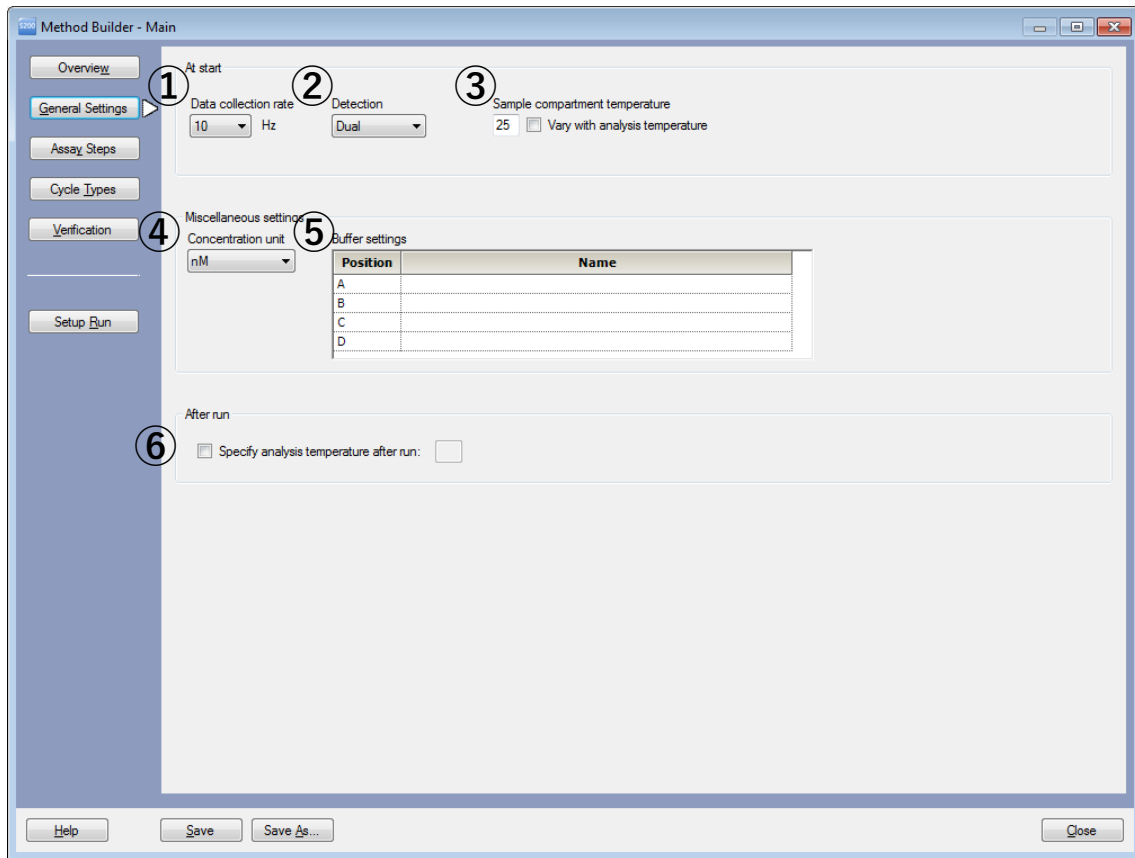 S200 Method Builder - Main
Overview
General Settings
Assay Steps
Cycle Types
Verification
Setup Run
At start
① Data collection rate
10 Hz
② Detection
Dual
③ Sample compartment temperature
25 Vary with analysis temperature
Miscellaneous settings
④ Concentration unit
nM
⑤ Buffer settings
Position Name
A
B
C
D
After run
⑥ Specify analysis temperature after run:
Help Save Save As... Close